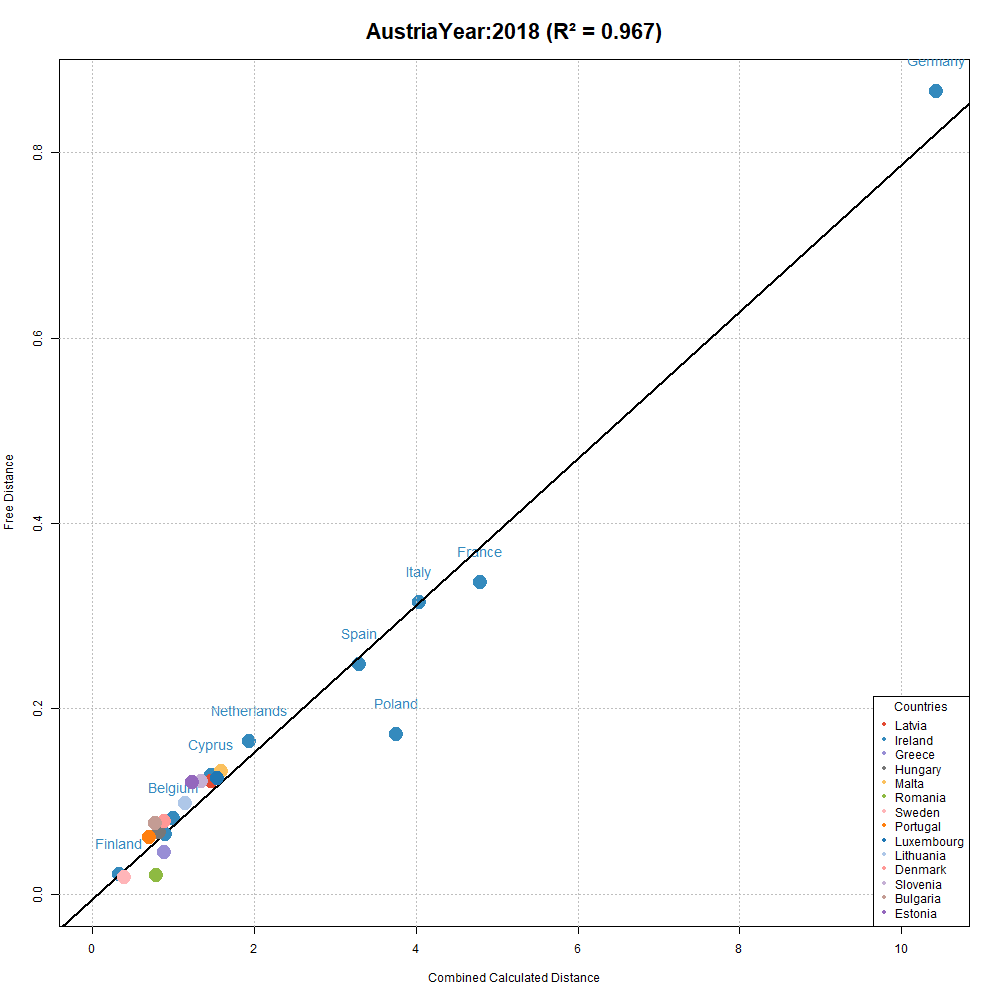 AustriaYear:2018 (R² = 0.967)
Germany
France
Italy
Spain
Poland
Netherlands
Cyprus
Belgium
Finland
Free Distance
0.0
0.2
0.4
0.6
0.8
0
2
4
6
8
10
Combined Calculated Distance
Countries
Latvia
Ireland
Greece
Hungary
Malta
Romania
Sweden
Portugal
Luxembourg
Lithuania
Denmark
Slovenia
Bulgaria
Estonia